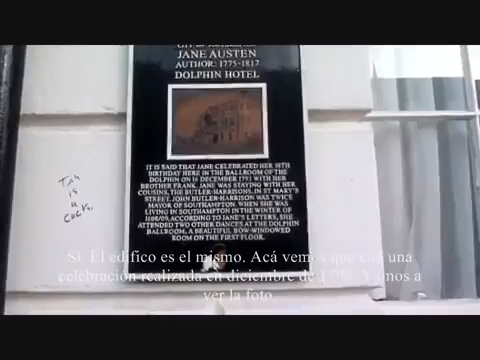 JANE AUSTEN
AUTHOR: 1775-1817
DOLPHIN HOTEL
IT IS SAID THAT JANE CELEBRATED HER 18TH
BIRTHDAY HERE IN THE BALLROOM OF THE
DOLPHIN ON 16 DECEMBER 1793 WITH HER
BROTHER FRANK. JANE WAS STAYING WITH HER
COUSINS, THE BUTLER-HARRISONS, IN ST MARY'S
STREET. JOHN BUTLER-HARRISON WAS TWICE
MAYOR OF SOUTHAMPTON. WHEN SHE WAS
LIVING IN SOUTHAMPTON IN THE WINTER OF
1808/09, ACCORDING TO JANE'S LETTERS, SHE
ATTENDED TWO OTHER DANCES AT THE DOLPHIN
BALLROOM, A BEAUTIFUL BOW-WINDOWED
ROOM ON THE FIRST FLOOR.
is
a
Sí. El edifico es el mismo. Acá vemos que una
celebración realizada en diciembre de Vamos a
ver la foto